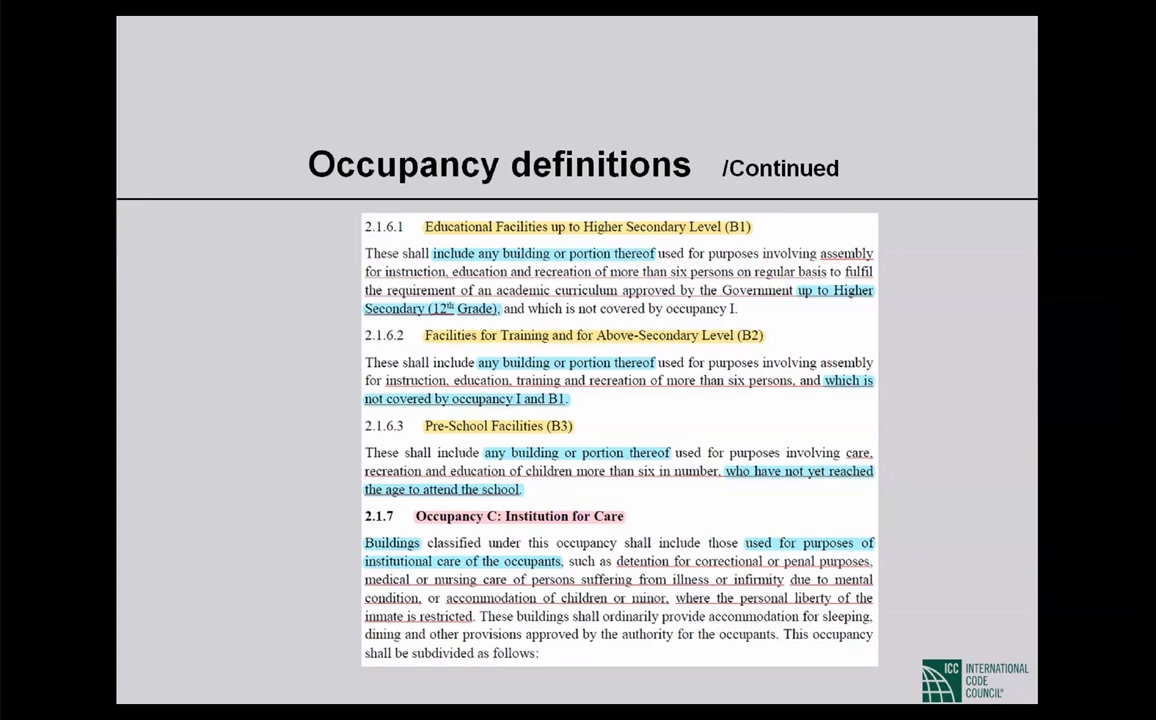 Occupancy definitions /Continued
2.1.6.1 Educational Facilities up to Higher Secondary Level (B1)
These shall include any building or portion thereof used for purposes involving assembly
for instruction, education and recreation of more than six persons on regular basis to fulfil
the requirement of an academic curriculum approved by the Government up to Higher
Secondary (12th Grade), and which is not covered by occupancy I.
2.1.6.2 Facilities for Training and for Above-Secondary Level (B2)
These shall include any building or portion thereof used for purposes involving assembly
for instruction, education, training and recreation of more than six persons, and which is
not covered by occupancy I and B1.
2.1.6.3 Pre-School Facilities (B3)
These shall include any building or portion thereof used for purposes involving care,
recreation and education of children more than six in number, who have not yet reached
the age to attend the school.
2.1.7 Occupancy C: Institution for Care
Buildings classified under this occupancy shall include those used for purposes of
institutional care of the occupants, such as detention for correctional or penal purposes,
medical or nursing care of persons suffering from illness or infirmity due to mental
condition, or accommodation of children or minor, where the personal liberty of the
inmate is restricted. These buildings shall ordinarily provide accommodation for sleeping,
dining and other provisions approved by the authority for the occupants. This occupancy
shall be subdivided as follows:
ICC INTERNATIONAL
CODE
COUNCIL®